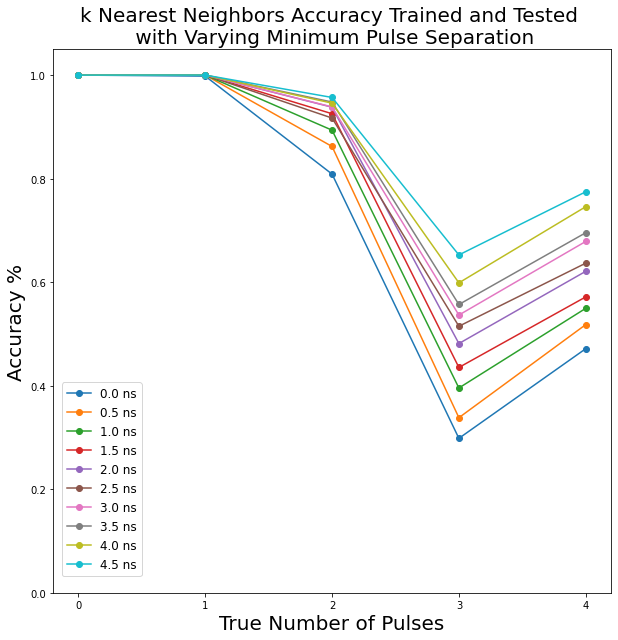 k Nearest Neighbors Accuracy Trained and Tested
with Varying Minimum Pulse Separation
Accuracy %
1.0
0.8
0.6
0.4
0.2
0.0
0.0 ns
0.5 ns
1.0 ns
1.5 ns
2.0 ns
2.5 ns
3.0 ns
3.5 ns
4.0 ns
4.5 ns
0 1 2 3 4
True Number of Pulses